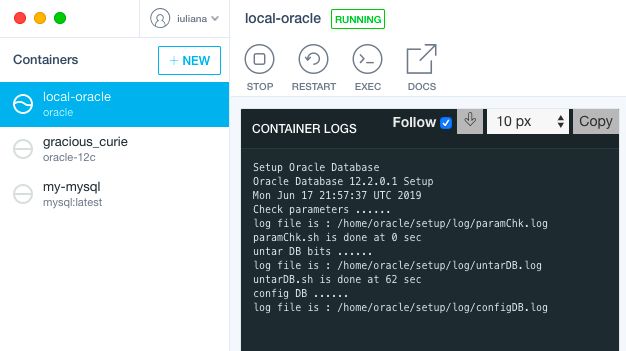 iuliana
Containers
+ NEW
local-oracle
oracle
gracious_curie
oracle-12c
my-mysql
mysql:latest
local-oracle RUNNING
STOP RESTART EXEC DOCS
CONTAINER LOGS Follow 10 px Copy
Setup Oracle Database
Oracle Database 12.2.0.1 Setup
Mon Jun 17 21:57:37 UTC 2019
Check parameters ......
log file is : /home/oracle/setup/log/paramChk.log
paramChk.sh is done at 0 sec
untar DB bits ......
log file is : /home/oracle/setup/log/untarDB.log
untarDB.sh is done at 62 sec
config DB ......
log file is : /home/oracle/setup/log/configDB.log